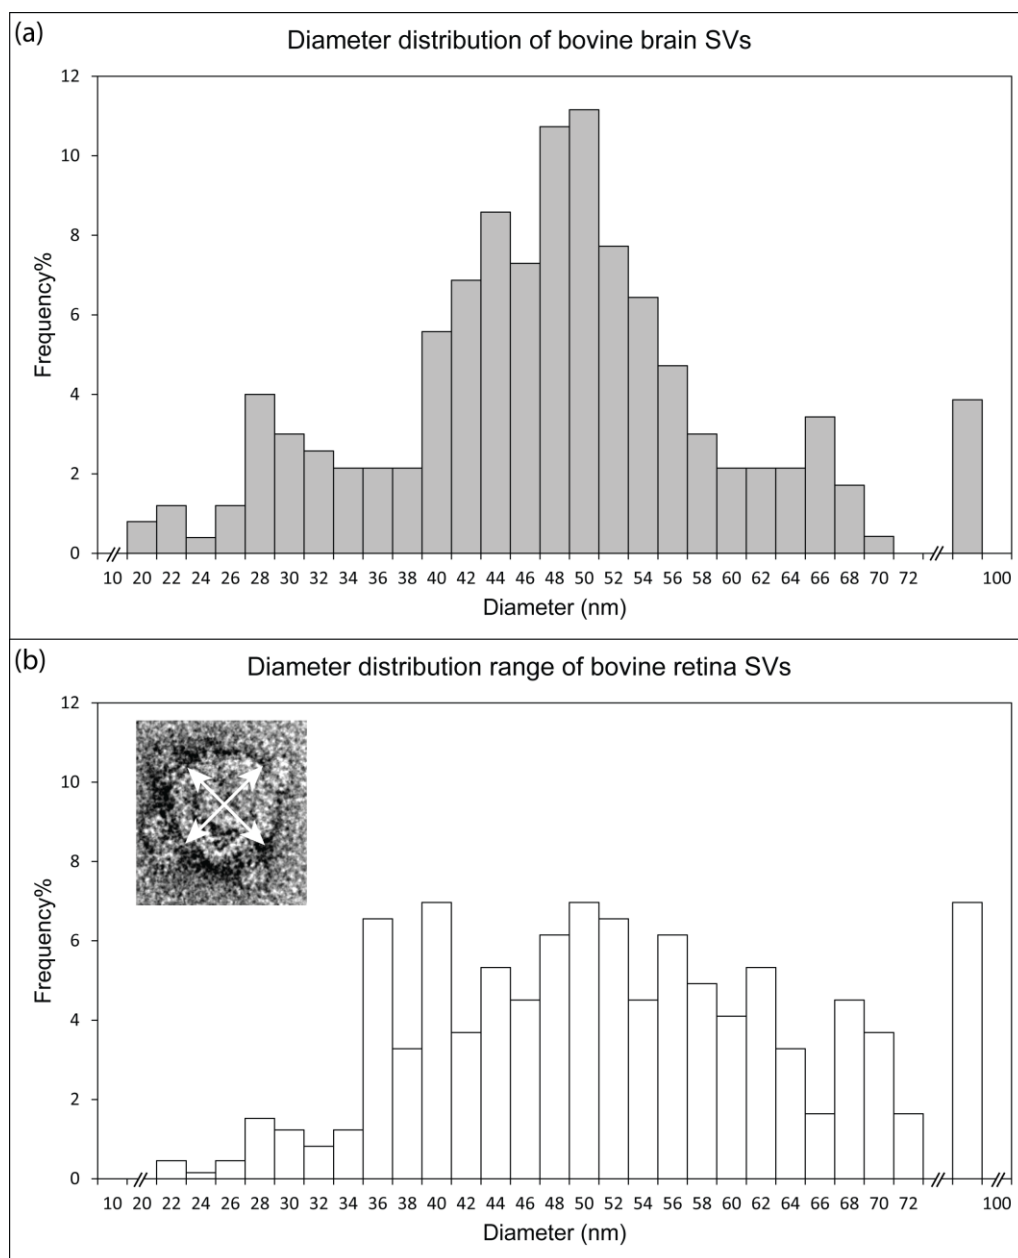 (a)
Diameter distribution of bovine brain SVs
12
10
8
6
4
2
0
Frequency%
10 20 22 24 26 28 30 32 34 36 38 40 42 44 46 48 50 52 54 56 58 60 62 64 66 68 70 72 100
Diameter (nm)
(b)
Diameter distribution range of bovine retina SVs
12
10
8
6
4
2
0
Frequency%
10 20 22 24 26 28 30 32 34 36 38 40 42 44 46 48 50 52 54 56 58 60 62 64 66 68 70 72 100
Diameter (nm)